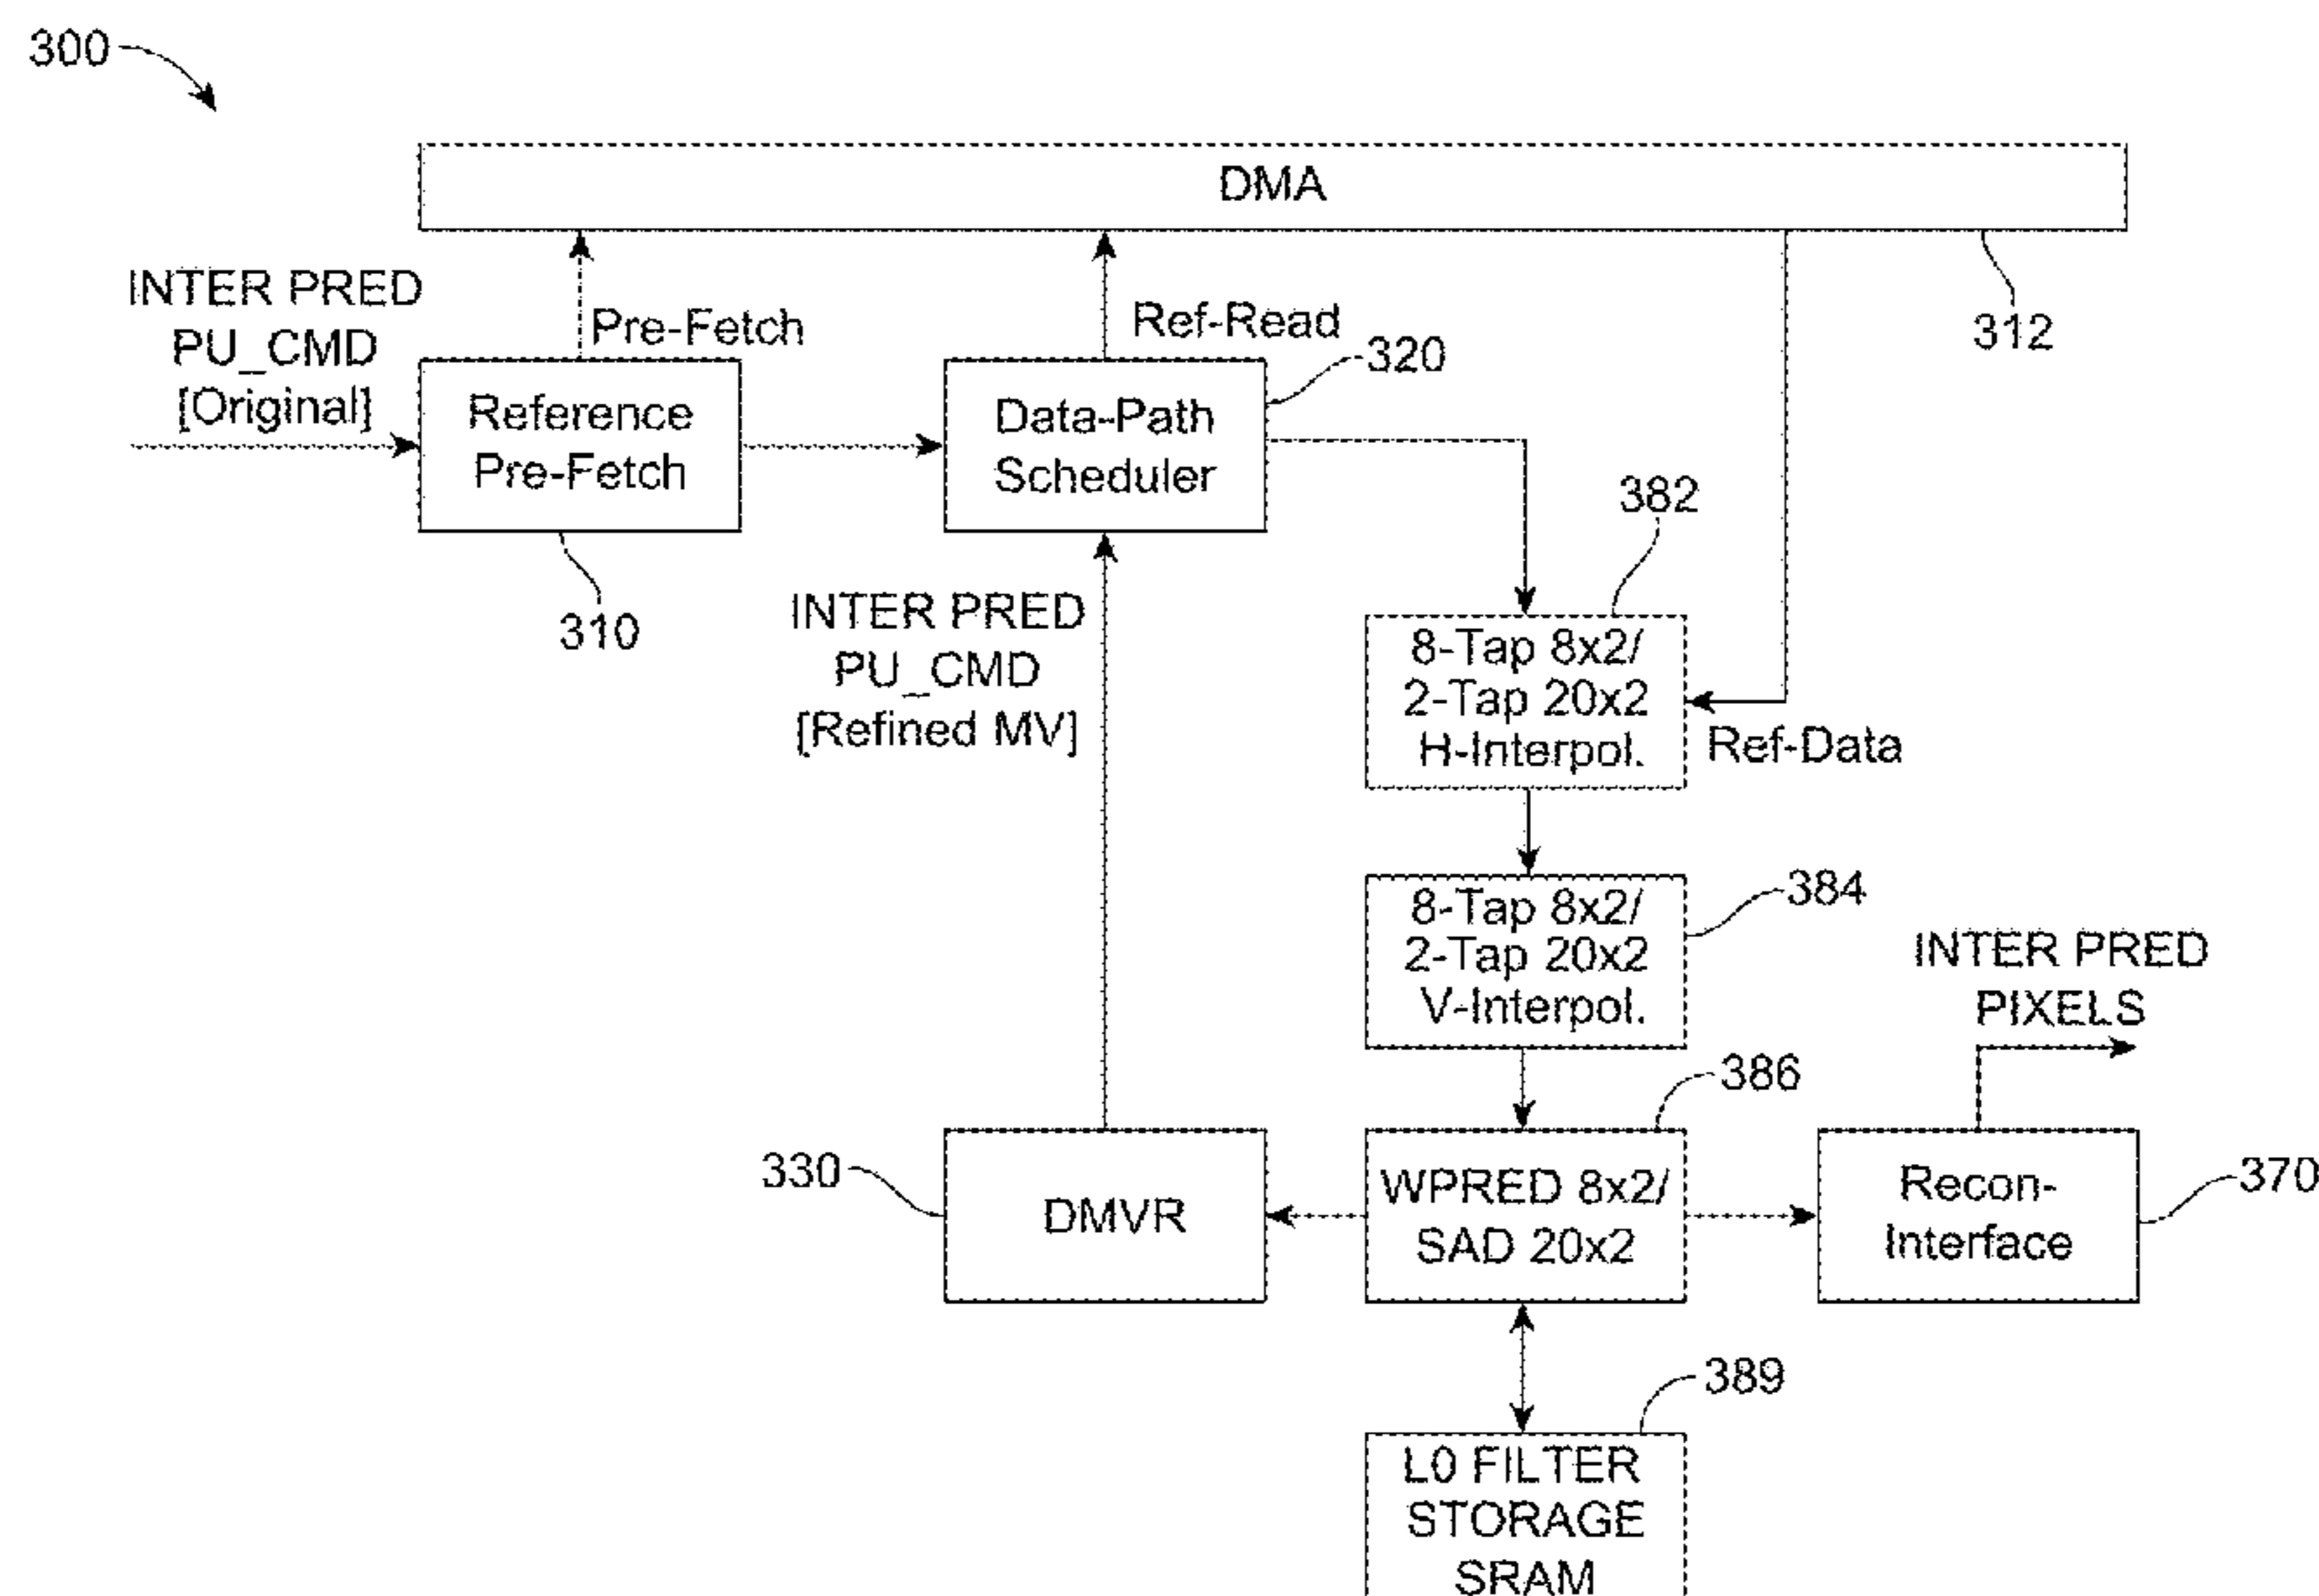 300
DMA
312
INTER PRED
PU_CMD
[Original]
Pre-Fetch
Ref-Read
320
Reference
Pre-Fetch
310
Data-Path
Scheduler
382
INTER PRED
PU_CMD
[Refined MV]
8-Tap 8x2/
2-Tap 20x2
H-Interpol.
Ref-Data
8-Tap 8x2/
2-Tap 20x2
V-Interpol.
384
INTER PRED
PIXELS
386
330
DMVR
WPRED 8x2/
SAD 20x2
Recon-
Interface
370
389
L0 FILTER
STORAGE
SRAM